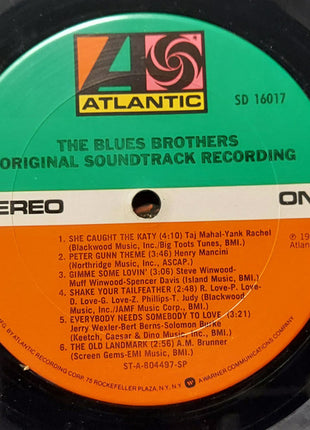 ATLANTIC
SD 16017
THE BLUES BROTHERS
ORIGINAL SOUNDTRACK RECORDING
EREO
ON
1. SHE CAUGHT THE KATY (4:10) Taj Mahal-Yank Rachel
(Blackwood Music, Inc./Big Toots Tunes, BMI.)
2. PETER GUNN THEME (3:46) Henry Mancini
(Northridge Music, Inc., ASCAP.)
3. GIMME SOME LOVIN' (3:06) Steve Winwood-
Muff Winwood-Spencer Davis (Island Music, BMI.)
4. SHAKE YOUR TAILFEATHER (2:48) R. Love-P. Love-
D. Love-G. Love-Z. Phillips-T. Judy (Blackwood
Music, Inc./JAMF Music Corp., BMI.)
5. EVERYBODY NEEDS SOMEBODY TO LOVE (
Jerry Wexler-Bert Berns-Solomon Burke
(Keetch, Caesar & Dino Music, Inc., BMI.)
6. THE OLD LANDMARK (2:56) A.M. Brunner
(Screen Gems-EMI Music, BMI.)
ST-A-804497-SP
℗ 19
Atlan
MFG. BY ATLANTIC RECORDING CORP. 75 ROCKEFELLER PLAZA, N.Y., N.Y. A WARNER COMMUNICATIONS COMPANY